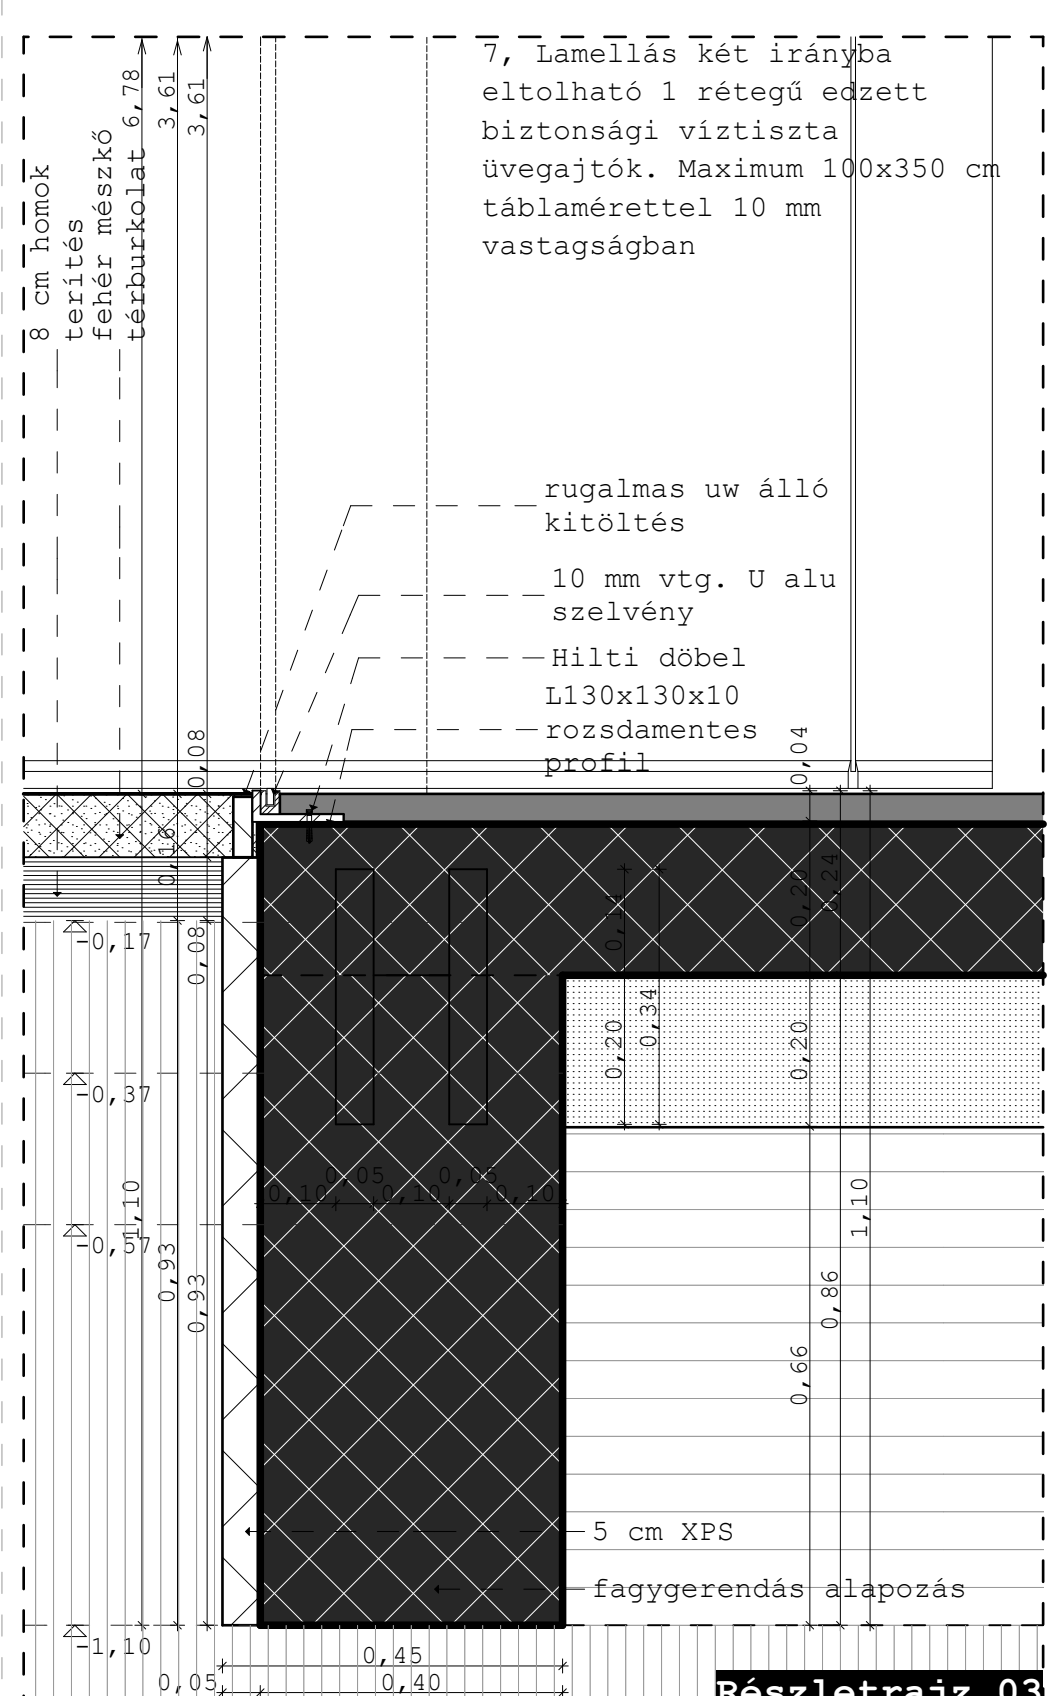 7, Lamellás két irányba
eltolható 1 rétegű edzett
biztonsági víztiszta
üvegajtók. Maximum 100x350 cm
táblamérettel 10 mm
vastagságban
8 cm homok
terítés
fehér mészkő
térburkolat
6,78
3,61
3,61
rugalmas uw álló
kitöltés
10 mm vtg. U alu
szelvény
Hilti döbel
L130x130x10
rozsdamentes
profil
0,08
0,04
0,16
0,14
0,20
0,24
-0,17
0,08
0,20
0,34
0,20
-0,37
0,05
0,05
0,10
0,10
0,10
1,10
1,10
-0,57
0,93
0,93
0,86
0,66
5 cm XPS
fagygerendás alapozás
-1,10
0,45
0,05
0,40
Részletrajz 03